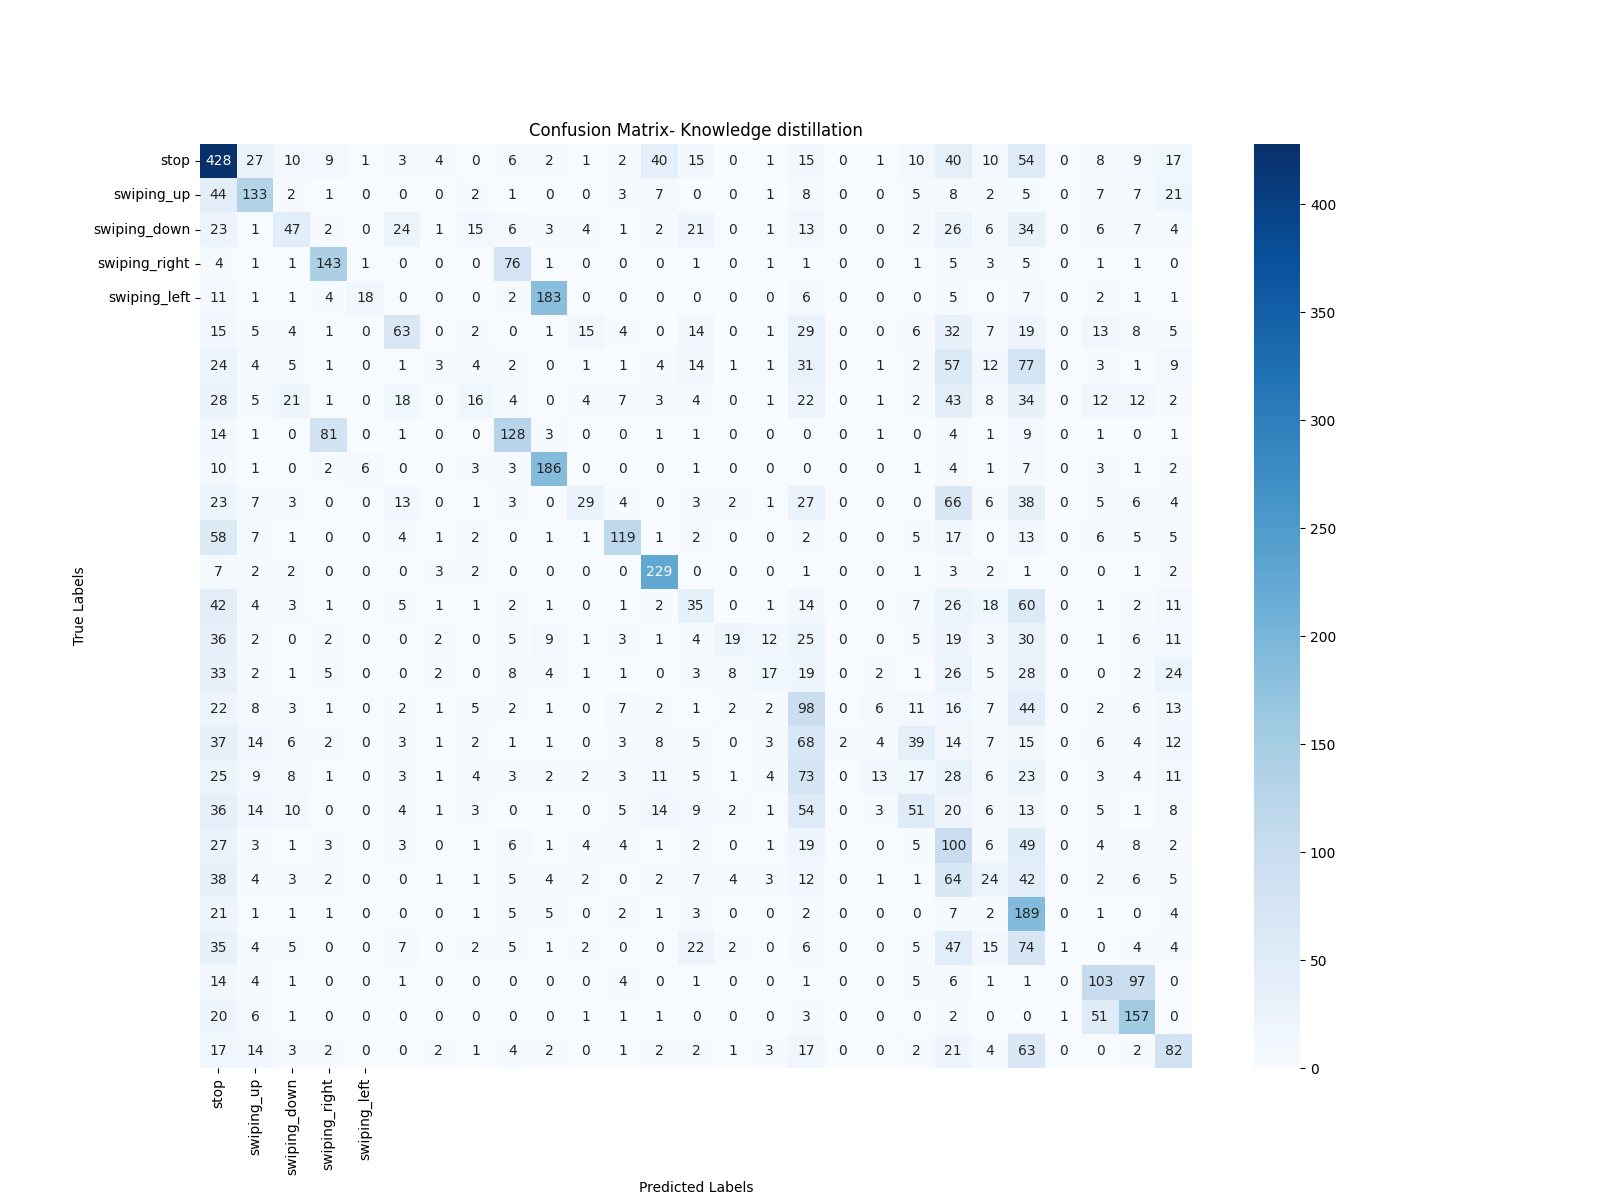 Confusion Matrix- Knowledge distillation
stop 428 27 10 9 1 3 4 0 6 2 1 2 40 15 0 1 15 0 1 10 40 10 54 0 8 9 17
swiping_up 44 133 2 1 0 0 0 2 1 0 0 3 7 0 0 1 8 0 0 5 8 2 5 0 7 7 21
swiping_down 23 1 47 2 0 24 1 15 6 3 4 1 2 21 0 1 13 0 0 2 26 6 34 0 6 7 4
swiping_right 4 1 1 143 1 0 0 0 76 1 0 0 0 1 0 1 1 0 0 1 5 3 5 0 1 1 0
swiping_left 11 1 1 4 18 0 0 0 2 183 0 0 0 0 0 0 6 0 0 0 5 0 7 0 2 1 1
15 5 4 1 0 63 0 2 0 1 15 4 0 14 0 1 29 0 0 6 32 7 19 0 13 8 5
24 4 5 1 0 1 3 4 2 0 1 1 4 14 1 1 31 0 1 2 57 12 77 0 3 1 9
28 5 21 1 0 18 0 16 4 0 4 7 3 4 0 1 22 0 1 2 43 8 34 0 12 12 2
14 1 0 81 0 1 0 0 128 3 0 0 1 1 0 0 0 0 1 0 4 1 9 0 1 0 1
10 1 0 2 6 0 0 3 3 186 0 0 0 1 0 0 0 0 0 1 4 1 7 0 3 1 2
23 7 3 0 0 13 0 1 3 0 29 4 0 3 2 1 27 0 0 0 66 6 38 0 5 6 4
58 7 1 0 0 4 1 2 0 1 1 119 1 2 0 0 2 0 0 5 17 0 13 0 6 5 5
7 2 2 0 0 0 3 2 0 0 0 0 229 0 0 0 1 0 0 1 3 2 1 0 0 1 2
42 4 3 1 0 5 1 1 2 1 0 1 2 35 0 1 14 0 0 7 26 18 60 0 1 2 11
36 2 0 2 0 0 2 0 5 9 1 3 1 4 19 12 25 0 0 5 19 3 30 0 1 6 11
33 2 1 5 0 0 2 0 8 4 1 1 0 3 8 17 19 0 2 1 26 5 28 0 0 2 24
22 8 3 1 0 2 1 5 2 1 0 7 2 1 2 2 98 0 6 11 16 7 44 0 2 6 13
37 14 6 2 0 3 1 2 1 1 0 3 8 5 0 3 68 2 4 39 14 7 15 0 6 4 12
25 9 8 1 0 3 1 4 3 2 2 3 11 5 1 4 73 0 13 17 28 6 23 0 3 4 11
36 14 10 0 0 4 1 3 0 1 0 5 14 9 2 1 54 0 3 51 20 6 13 0 5 1 8
27 3 1 3 0 3 0 1 6 1 4 4 1 2 0 1 19 0 0 5 100 6 49 0 4 8 2
38 4 3 2 0 0 1 1 5 4 2 0 2 7 4 3 12 0 1 1 64 24 42 0 2 6 5
21 1 1 1 0 0 0 1 5 5 0 2 1 3 0 0 2 0 0 0 7 2 189 0 1 0 4
35 4 5 0 0 7 0 2 5 1 2 0 0 22 2 0 6 0 0 5 47 15 74 1 0 4 4
14 4 1 0 0 1 0 0 0 0 0 4 0 1 0 0 1 0 0 5 6 1 1 0 103 97 0
20 6 1 0 0 0 0 0 0 0 1 1 1 0 0 0 3 0 0 0 2 0 0 1 51 157 0
17 14 3 2 0 0 2 1 4 2 0 1 2 2 1 3 17 0 0 2 21 4 63 0 0 2 82
True Labels
stop
swiping_up
swiping_down
swiping_right
swiping_left
Predicted Labels
400
350
300
250
200
150
100
50
0